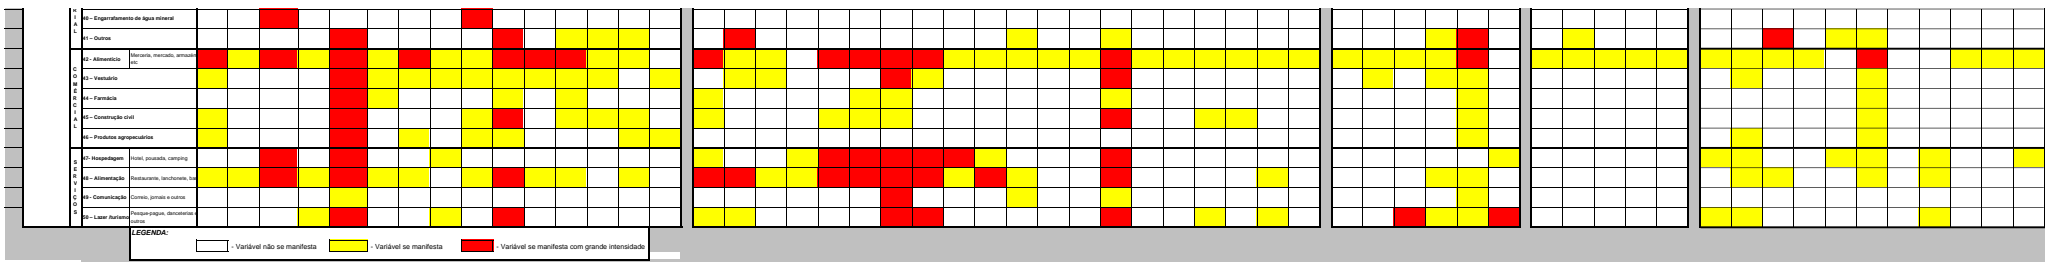 R
I
A
L
40 – Engarrafamento de água mineral
41 – Outros
C
O
M
É
R
C
I
A
L
42 - Alimentício
Mercearia, mercado, armazém
etc
43 – Vestuário
44 – Farmácia
45 – Construção civil
46 – Produtos agropecuários
S
E
R
V
I
Ç
O
S
47- Hospedagem
Hotel, pousada, camping
48 – Alimentação
Restaurante, lanchonete, bar
49 - Comunicação
Correio, jornais e outros
50 – Lazer /turismo
Pesque-pague, danceterias e
outros
LEGENDA:
- Variável não se manifesta
- Variável se manifesta
- Variável se manifesta com grande intensidade